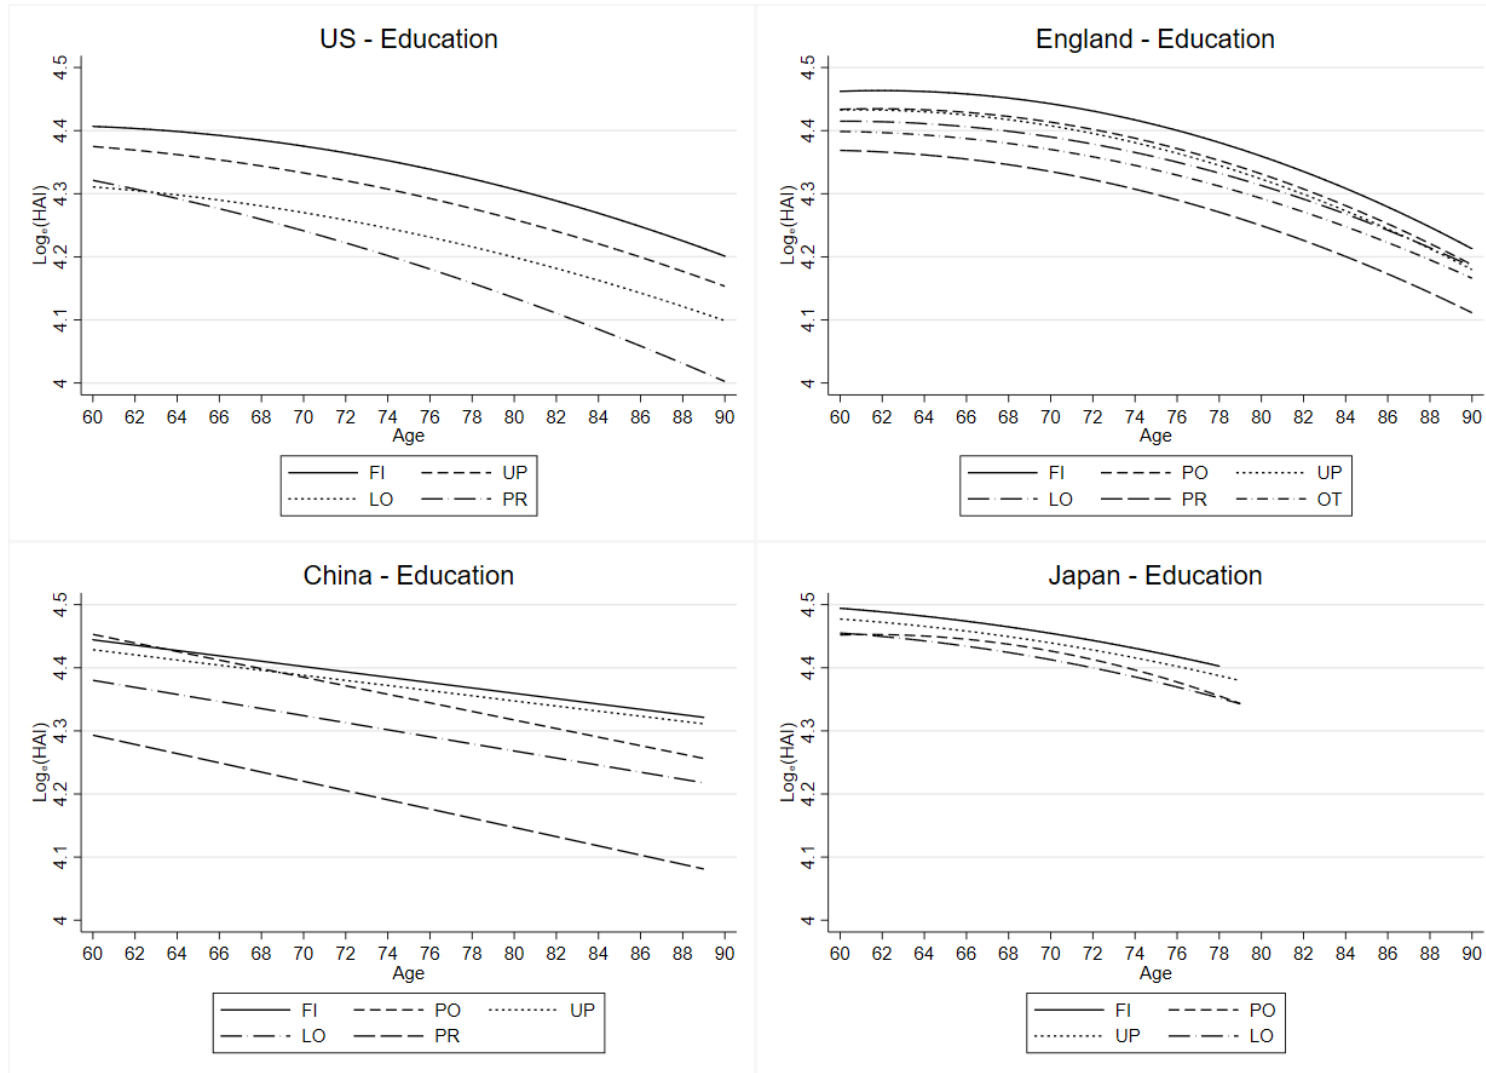 US - Education
Logₑ(HAI)
4.5
4.4
4.3
4.2
4.1
4
60 62 64 66 68 70 72 74 76 78 80 82 84 86 88 90
Age
FI UP
LO PR
England - Education
Logₑ(HAI)
4.5
4.4
4.3
4.2
4.1
4
60 62 64 66 68 70 72 74 76 78 80 82 84 86 88 90
Age
FI PO UP
LO PR OT
China - Education
Logₑ(HAI)
4.5
4.4
4.3
4.2
4.1
4
60 62 64 66 68 70 72 74 76 78 80 82 84 86 88 90
Age
FI PO UP
LO PR
Japan - Education
Logₑ(HAI)
4.5
4.4
4.3
4.2
4.1
4
60 62 64 66 68 70 72 74 76 78 80 82 84 86 88 90
Age
FI PO
UP LO